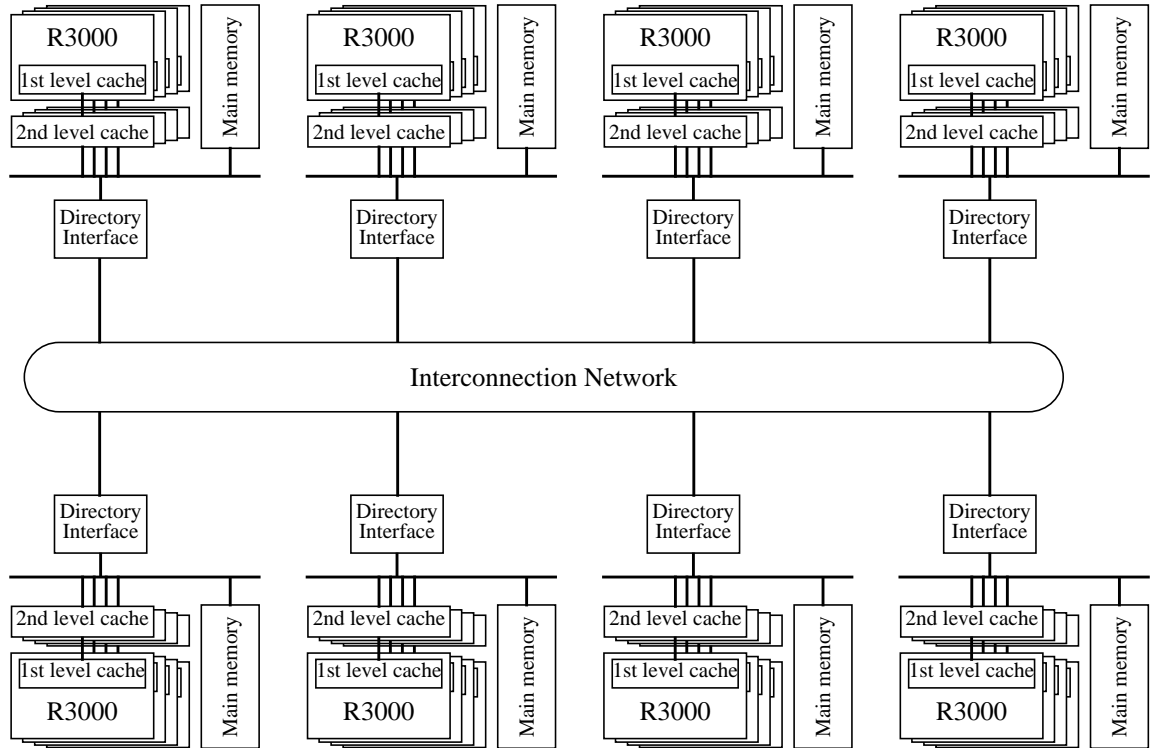 R3000
1st level cache
2nd level cache
Main memory
R3000
1st level cache
2nd level cache
Main memory
R3000
1st level cache
2nd level cache
Main memory
R3000
1st level cache
2nd level cache
Main memory
Directory
Interface
Directory
Interface
Directory
Interface
Directory
Interface
Interconnection Network
Directory
Interface
Directory
Interface
Directory
Interface
Directory
Interface
2nd level cache
1st level cache
R3000
Main memory
2nd level cache
1st level cache
R3000
Main memory
2nd level cache
1st level cache
R3000
Main memory
2nd level cache
1st level cache
R3000
Main memory